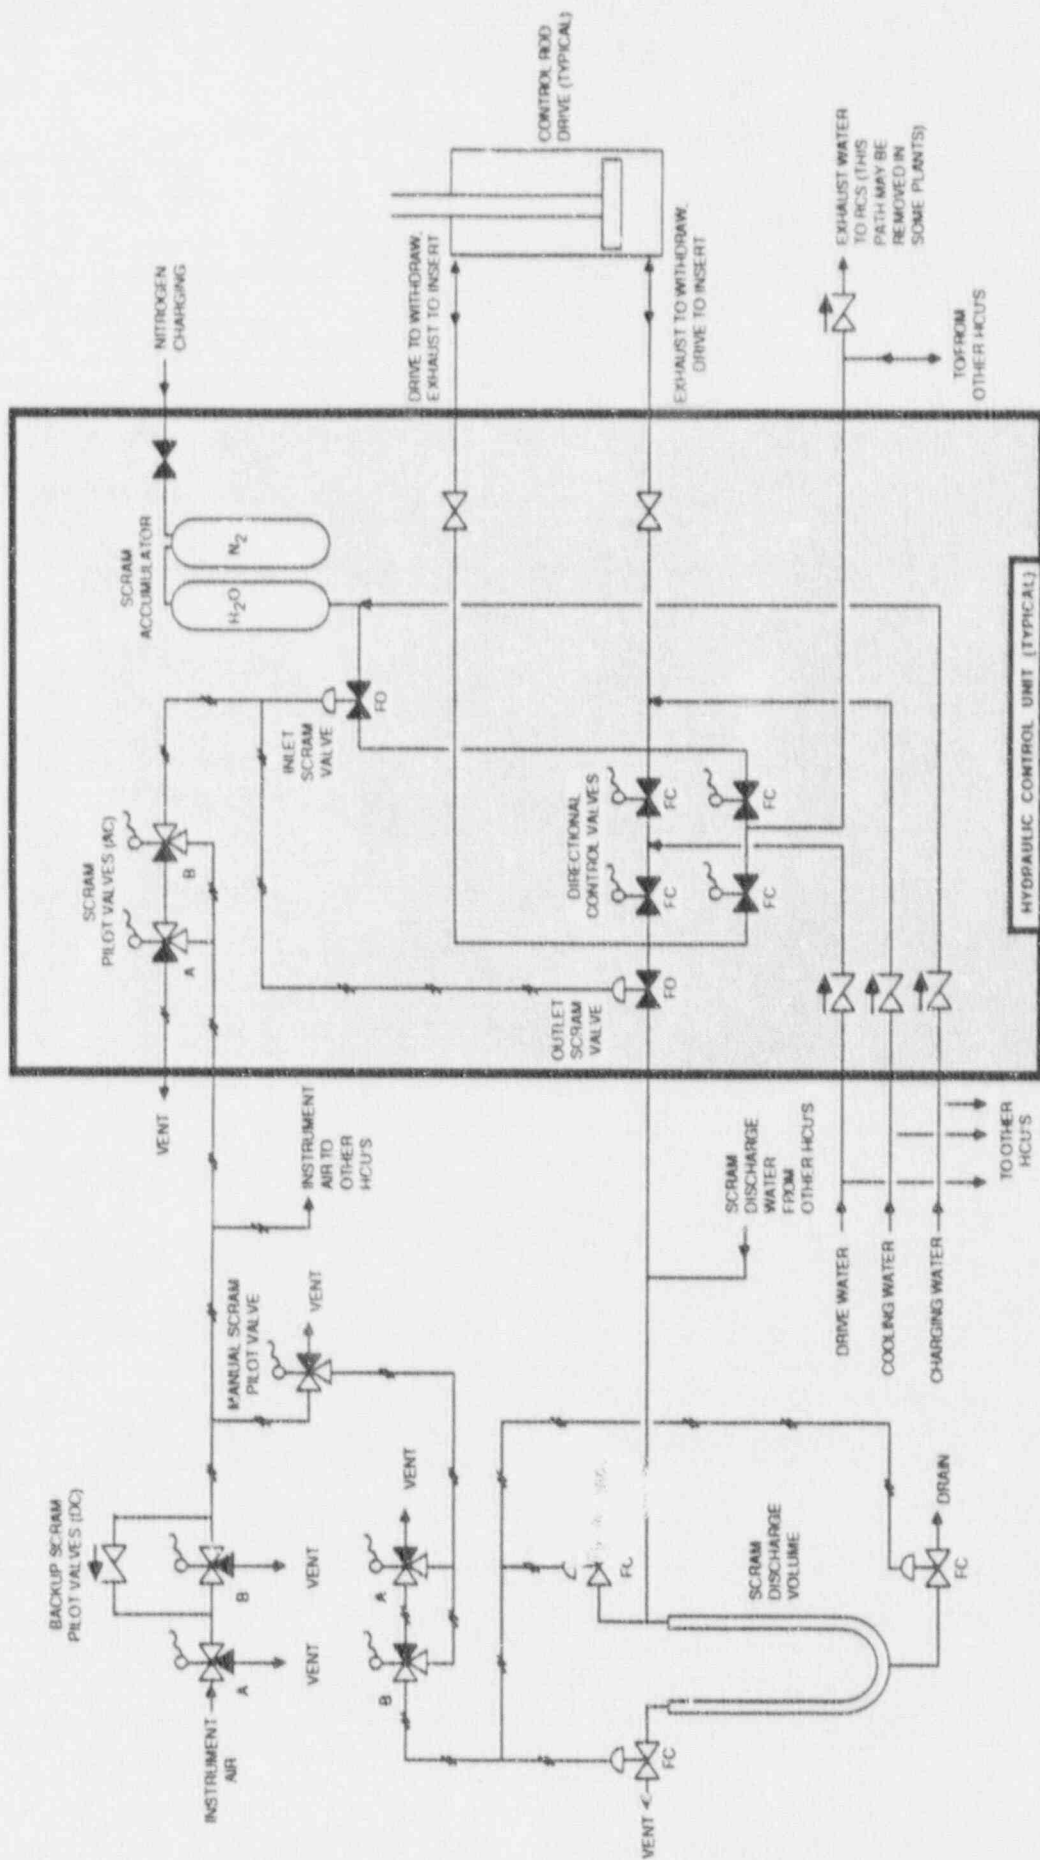 BACKUP SCRAM
PILOT VALVES (DC)
INSTRUMENT
AIR
A
B
VENT
VENT
MANUAL SCRAM
PILOT VALVE
VENT
INSTRUMENT
AIR TO
OTHER
HCU'S
VENT
SCRAM
PILOT VALVES (AC)
A
B
SCRAM
ACCUMULATOR
H2O
N2
NITROGEN
CHARGING
INLET
SCRAM
VALVE
FO
B
A
VENT
OUTLET
SCRAM
VALVE
FO
DIRECTIONAL
CONTROL VALVES
FC
FC
FC
FC
DRIVE TO WITHDRAW,
EXHAUST TO INSERT
CONTROL ROD
DRIVE (TYPICAL)
EXHAUST TO WITHDRAW,
DRIVE TO INSERT
VENT
FC
FC
SCRAM
DISCHARGE
VOLUME
FC
DRAIN
SCRAM
DISCHARGE
WATER
FROM
OTHER HCU'S
DRIVE WATER
COOLING WATER
CHARGING WATER
TO OTHER
HCU'S
EXHAUST WATER
TO RCS (THIS
PATH MAY BE
REMOVED IN
SOME PLANTS)
TO/FROM
OTHER HCU'S
HYDRAULIC CONTROL UNIT (TYPICAL)